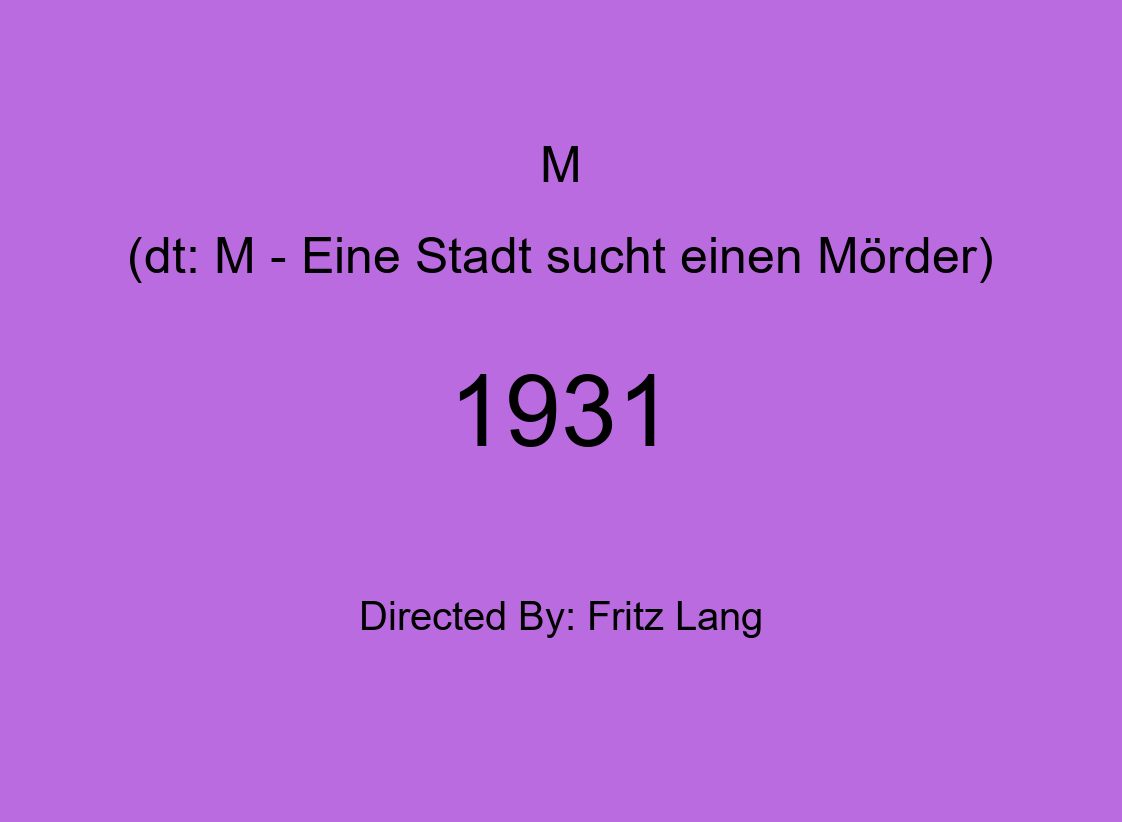 M
(dt: M - Eine Stadt sucht einen Mörder)
1931
Directed By: Fritz Lang